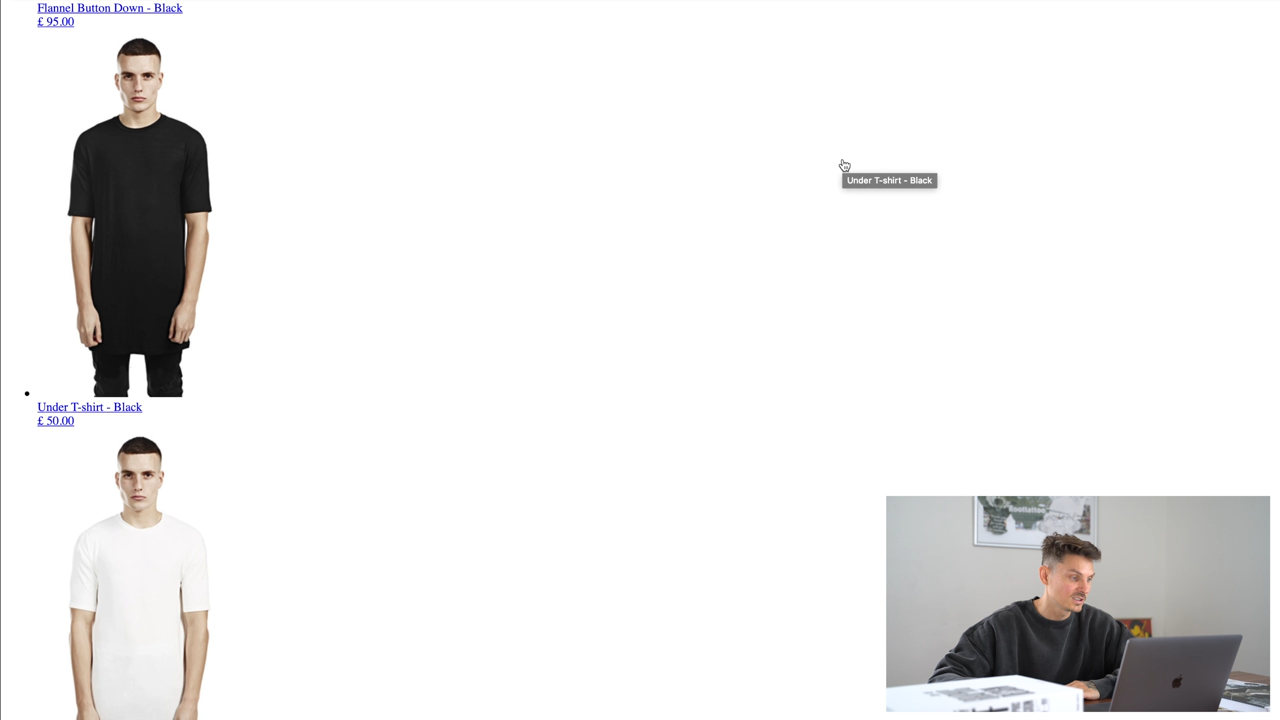 Flannel Button Down - Black
£ 95.00
Under T-shirt - Black
Under T-shirt - Black
£ 50.00